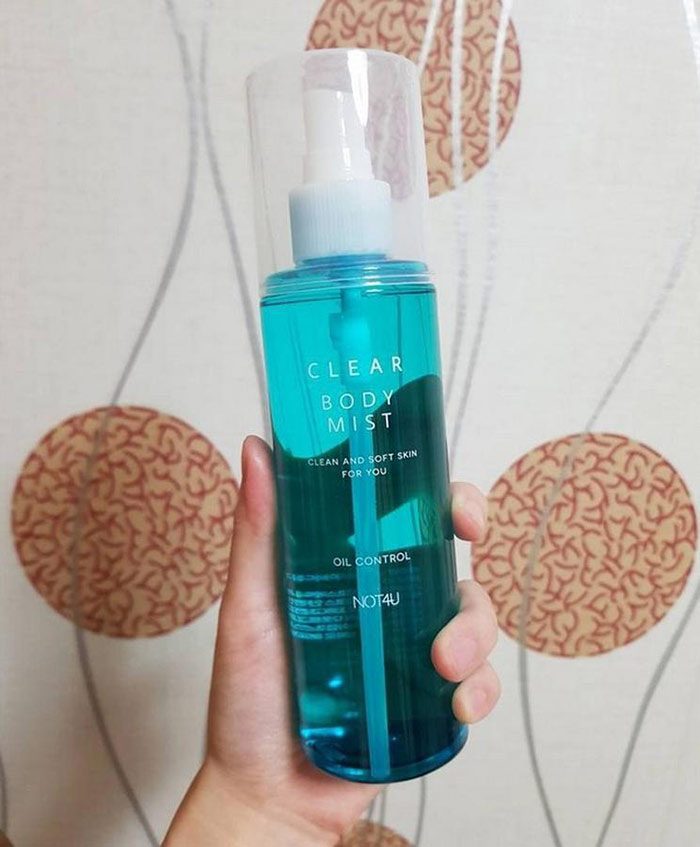 CLEAR
BODY
MIST
CLEAN AND SOFT SKIN
FOR YOU
OIL CONTROL
NOT4U